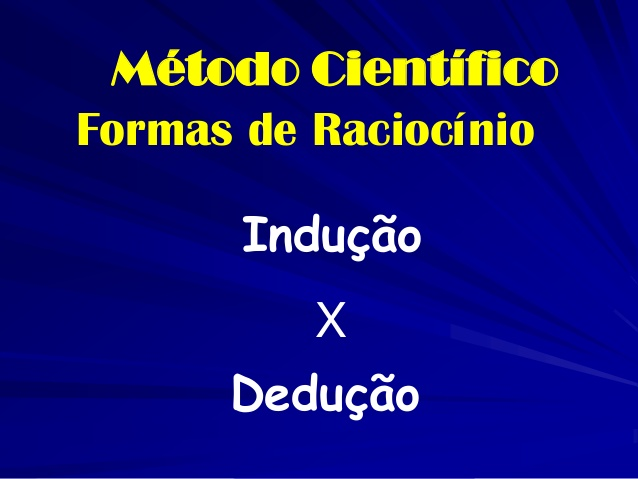 Método Científico
Formas de Raciocínio
Indução
X
Dedução